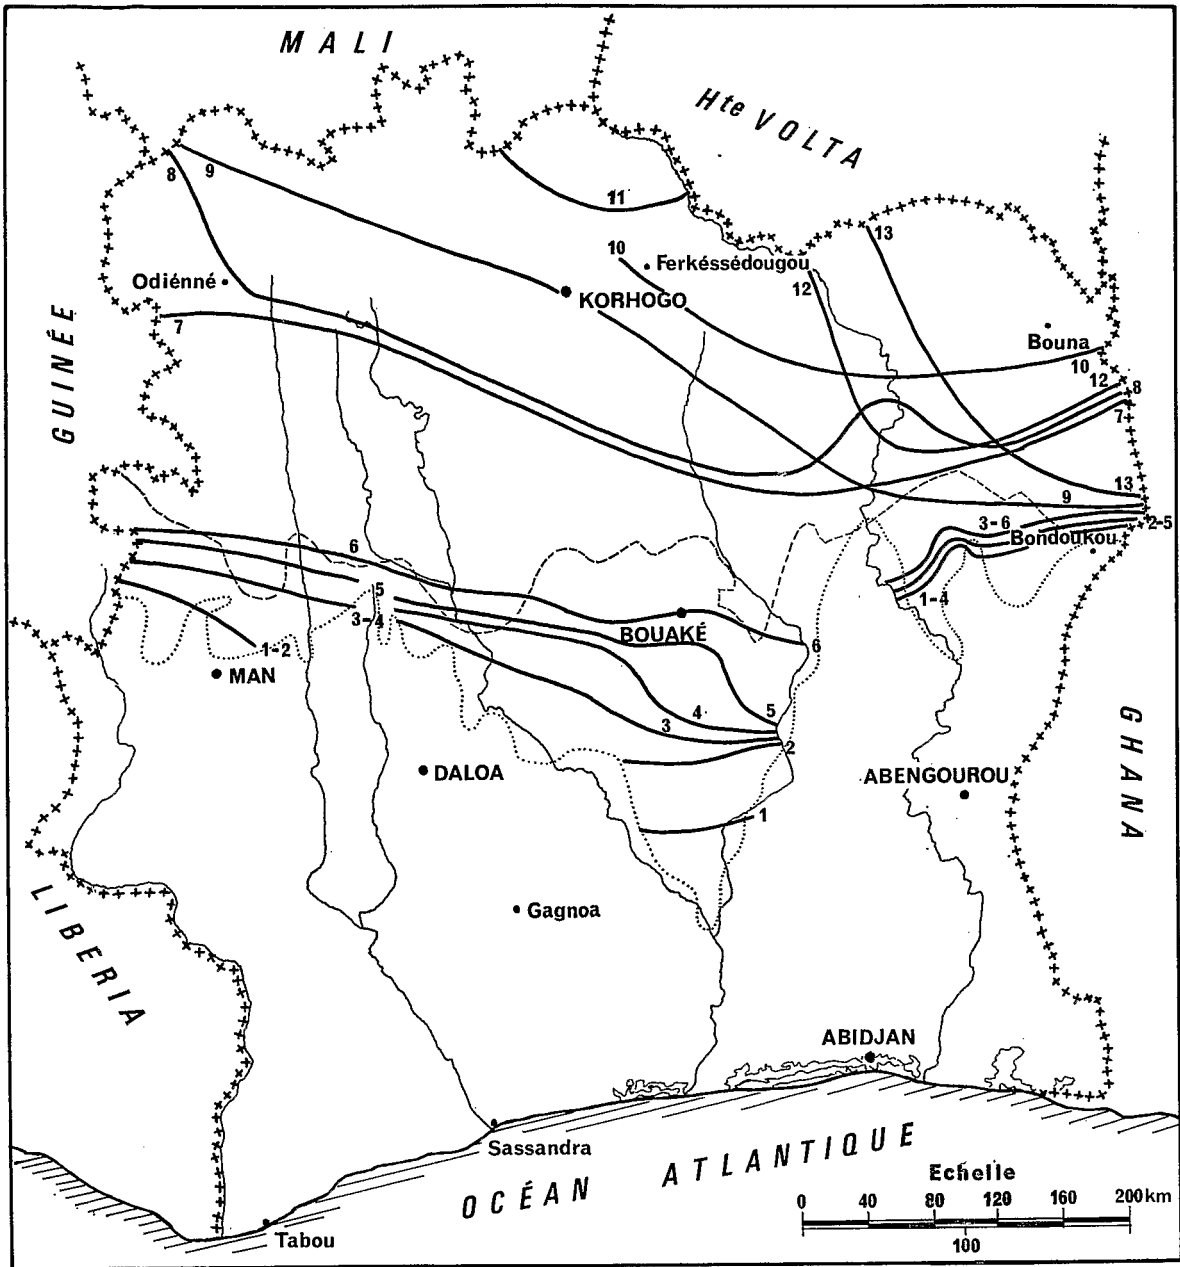 MALI
Hte VOLTA
8
9
11
13
10
Ferkéssédougou
12
Odiénné
KORHOGO
7
GUINÉE
Bouna
10
12
8
7
13
9
3-6
2-5
Bondoukou
6
5
3-4
1-4
BOUAKÉ
6
1-2
MAN
5
4
3
2
GHANA
DALOA
ABENGOUROU
1
LIBERIA
Gagnoa
ABIDJAN
Sassandra
OCÉAN ATLANTIQUE
Echelle
0 40 80 120 160 200km
100
Tabou